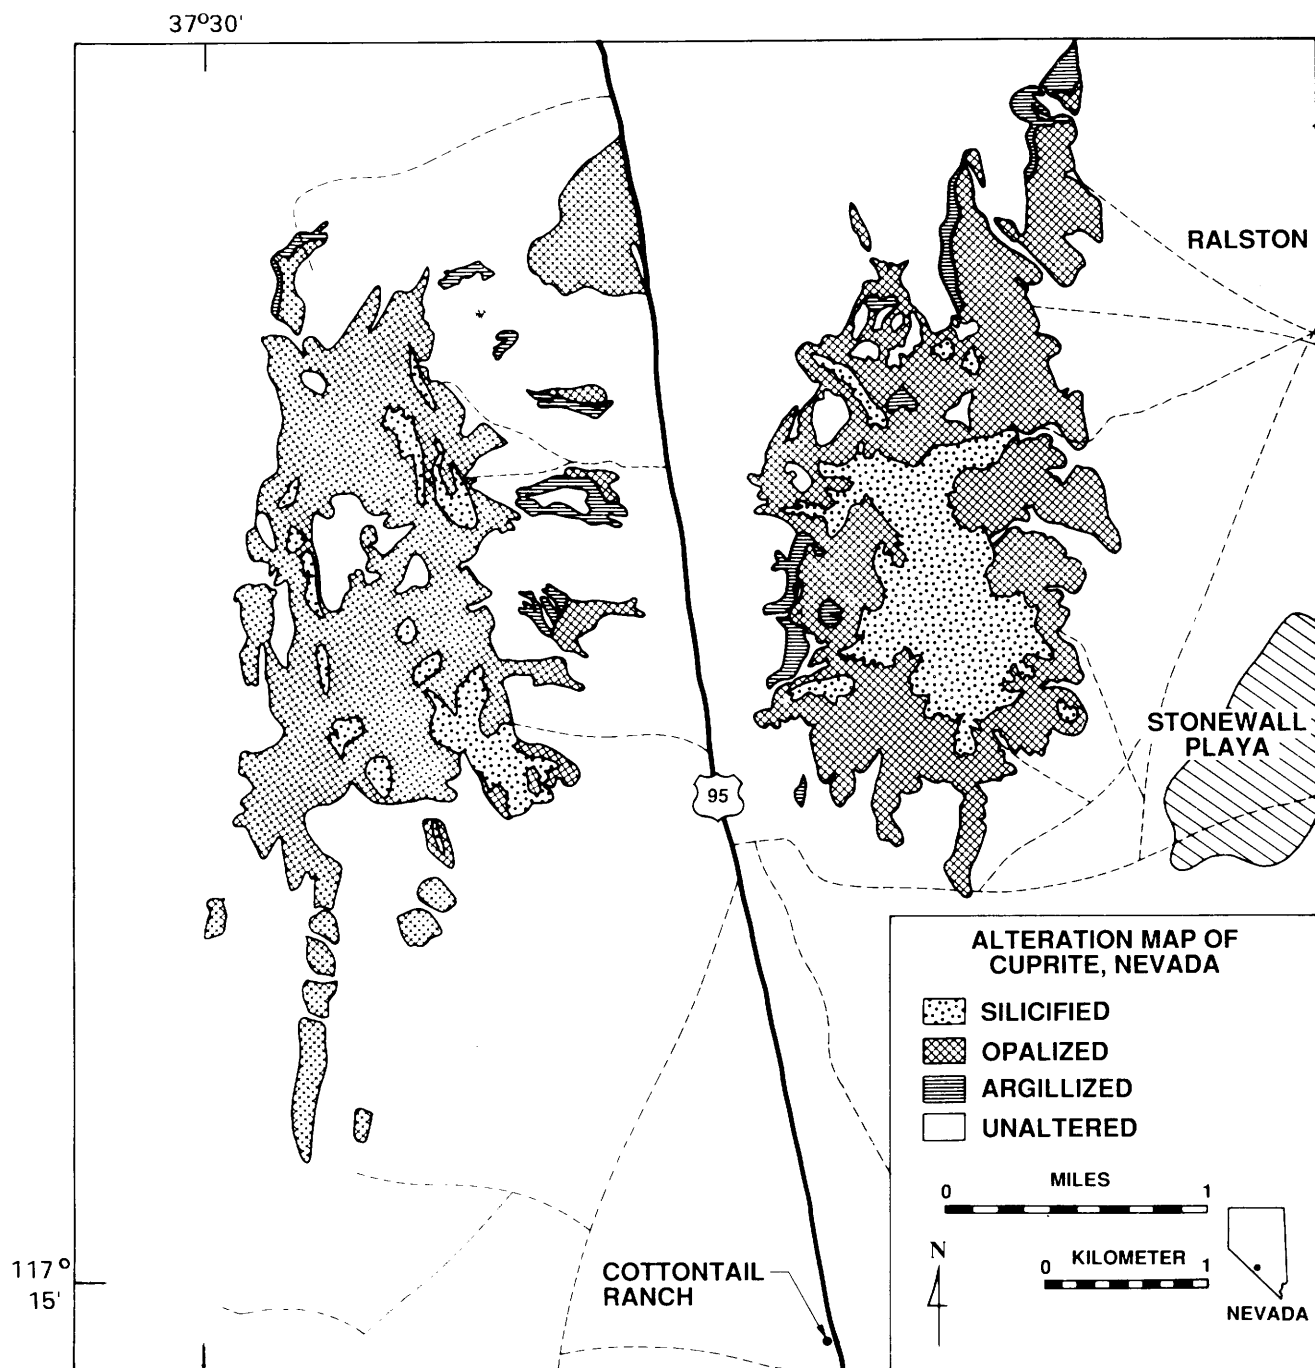 37°30'
RALSTON
STONEWALL
PLAYA
95
ALTERATION MAP OF
CUPRITE, NEVADA
SILICIFIED
OPALIZED
ARGILLIZED
UNALTERED
MILES
0 1
N
KILOMETER
0 1
NEVADA
117°
15'
COTTONTAIL
RANCH